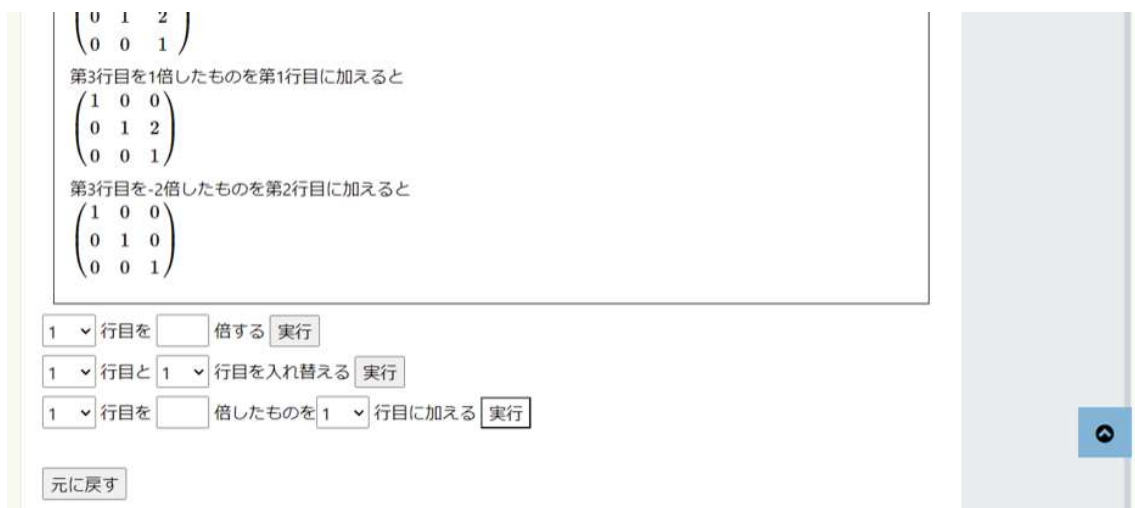 0 1 2
0 0 1
第3行目を1倍したものを第1行目に加えると
1 0 0
0 1 2
0 0 1
第3行目を-2倍したものを第2行目に加えると
1 0 0
0 1 0
0 0 1
1 行目を 倍する 実行
1 行目と 1 行目を入れ替える 実行
1 行目を 倍したものを 1 行目に加える 実行
元に戻す